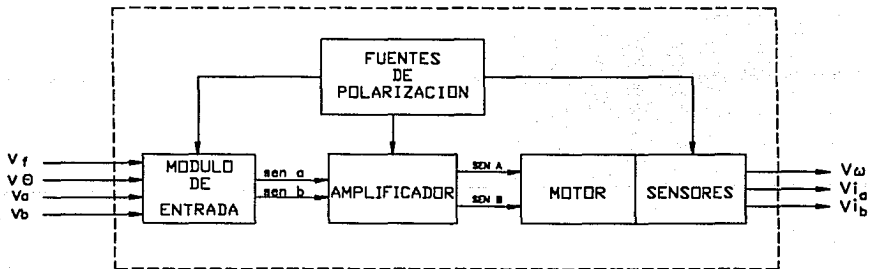 FUENTES
DE
POLARIZACION
Vf
VΘ
Va
Vb
MODULO
DE
ENTRADA
sen a
sen b
AMPLIFICADOR
SEN A
SEN B
MOTOR
SENSORES
Vω
Via
Vib